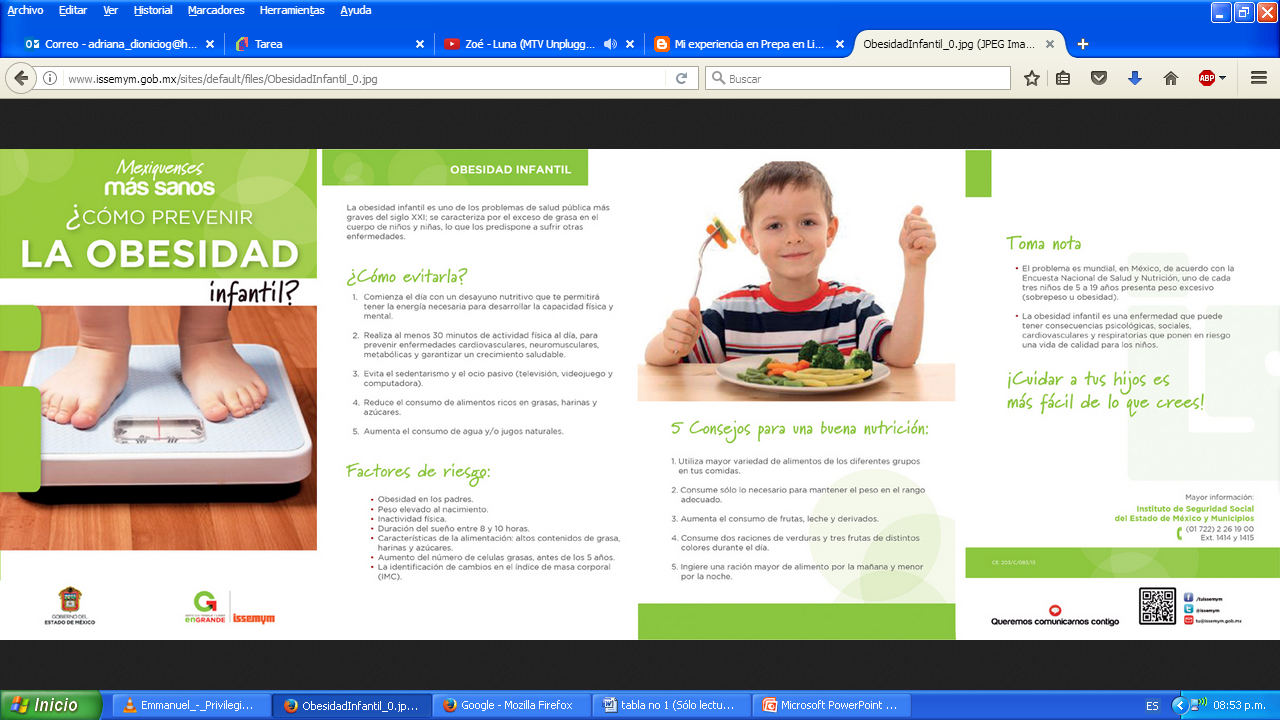 Archivo Editar Ver Historial Marcadores Herramientas Ayuda
Correo - adriana_dioniciog@h...
Tarea
Zoé - Luna (MTV Unplugg...
Mi experiencia en Prepa en Li...
ObesidadInfantil_0.jpg (JPEG Ima...
www.issemym.gob.mx/sites/default/files/ObesidadInfantil_0.jpg
Buscar
ABP
Mexiquenses
más sanos
¿CÓMO PREVENIR
LA OBESIDAD
infantil?
GOBIERNO DEL
ESTADO DE MÉXICO
enGRANDE
issemym
OBESIDAD INFANTIL
La obesidad infantil es uno de los problemas de salud pública más
graves del siglo XXI; se caracteriza por el exceso de grasa en el
cuerpo de niños y niñas, lo que los predispone a sufrir otras
enfermedades.
¿Cómo evitarla?
1. Comienza el día con un desayuno nutritivo que te permitirá
tener la energía necesaria para desarrollar la capacidad física y
mental.
2. Realiza al menos 30 minutos de actividad física al día, para
prevenir enfermedades cardiovasculares, neuromusculares,
metabólicas y garantizar un crecimiento saludable.
3. Evita el sedentarismo y el ocio pasivo (televisión, videojuego y
computadora).
4. Reduce el consumo de alimentos ricos en grasas, harinas y
azúcares.
5. Aumenta el consumo de agua y/o jugos naturales.
Factores de riesgo:
• Obesidad en los padres.
• Peso elevado al nacimiento.
• Inactividad física.
• Duración del sueño entre 8 y 10 horas.
• Características de la alimentación: altos contenidos de grasa,
harinas y azúcares.
• Aumento del número de celulas grasas, antes de los 5 años.
• La identificación de cambios en el índice de masa corporal
(IMC).
5 Consejos para una buena nutrición:
1. Utiliza mayor variedad de alimentos de los diferentes grupos
en tus comidas.
2. Consume sólo lo necesario para mantener el peso en el rango
adecuado.
3. Aumenta el consumo de frutas, leche y derivados.
4. Consume dos raciones de verduras y tres frutas de distintos
colores durante el día.
5. Ingiere una ración mayor de alimento por la mañana y menor
por la noche.
Toma nota
• El problema es mundial, en México, de acuerdo con la
Encuesta Nacional de Salud y Nutrición, uno de cada
tres niños de 5 a 19 años presenta peso excesivo
(sobrepeso u obesidad).
• La obesidad infantil es una enfermedad que puede
tener consecuencias psicológicas, sociales,
cardiovasculares y respiratorias que ponen en riesgo
una vida de calidad para los niños.
¡Cuidar a tus hijos es
más fácil de lo que crees!
Mayor información:
Instituto de Seguridad Social
del Estado de México y Municipios
(01 722) 2 26 19 00
Ext. 1414 y 1415
Queremos comunicarnos contigo
/tuissemym
@issemym
tu@issemym.gob.mx
Inicio
Emmanuel_-_Privilegi...
ObesidadInfantil_0.jp...
Google - Mozilla Firefox
tabla no 1 (Sólo lectu...
Microsoft PowerPoint ...
ES
08:53 p.m.